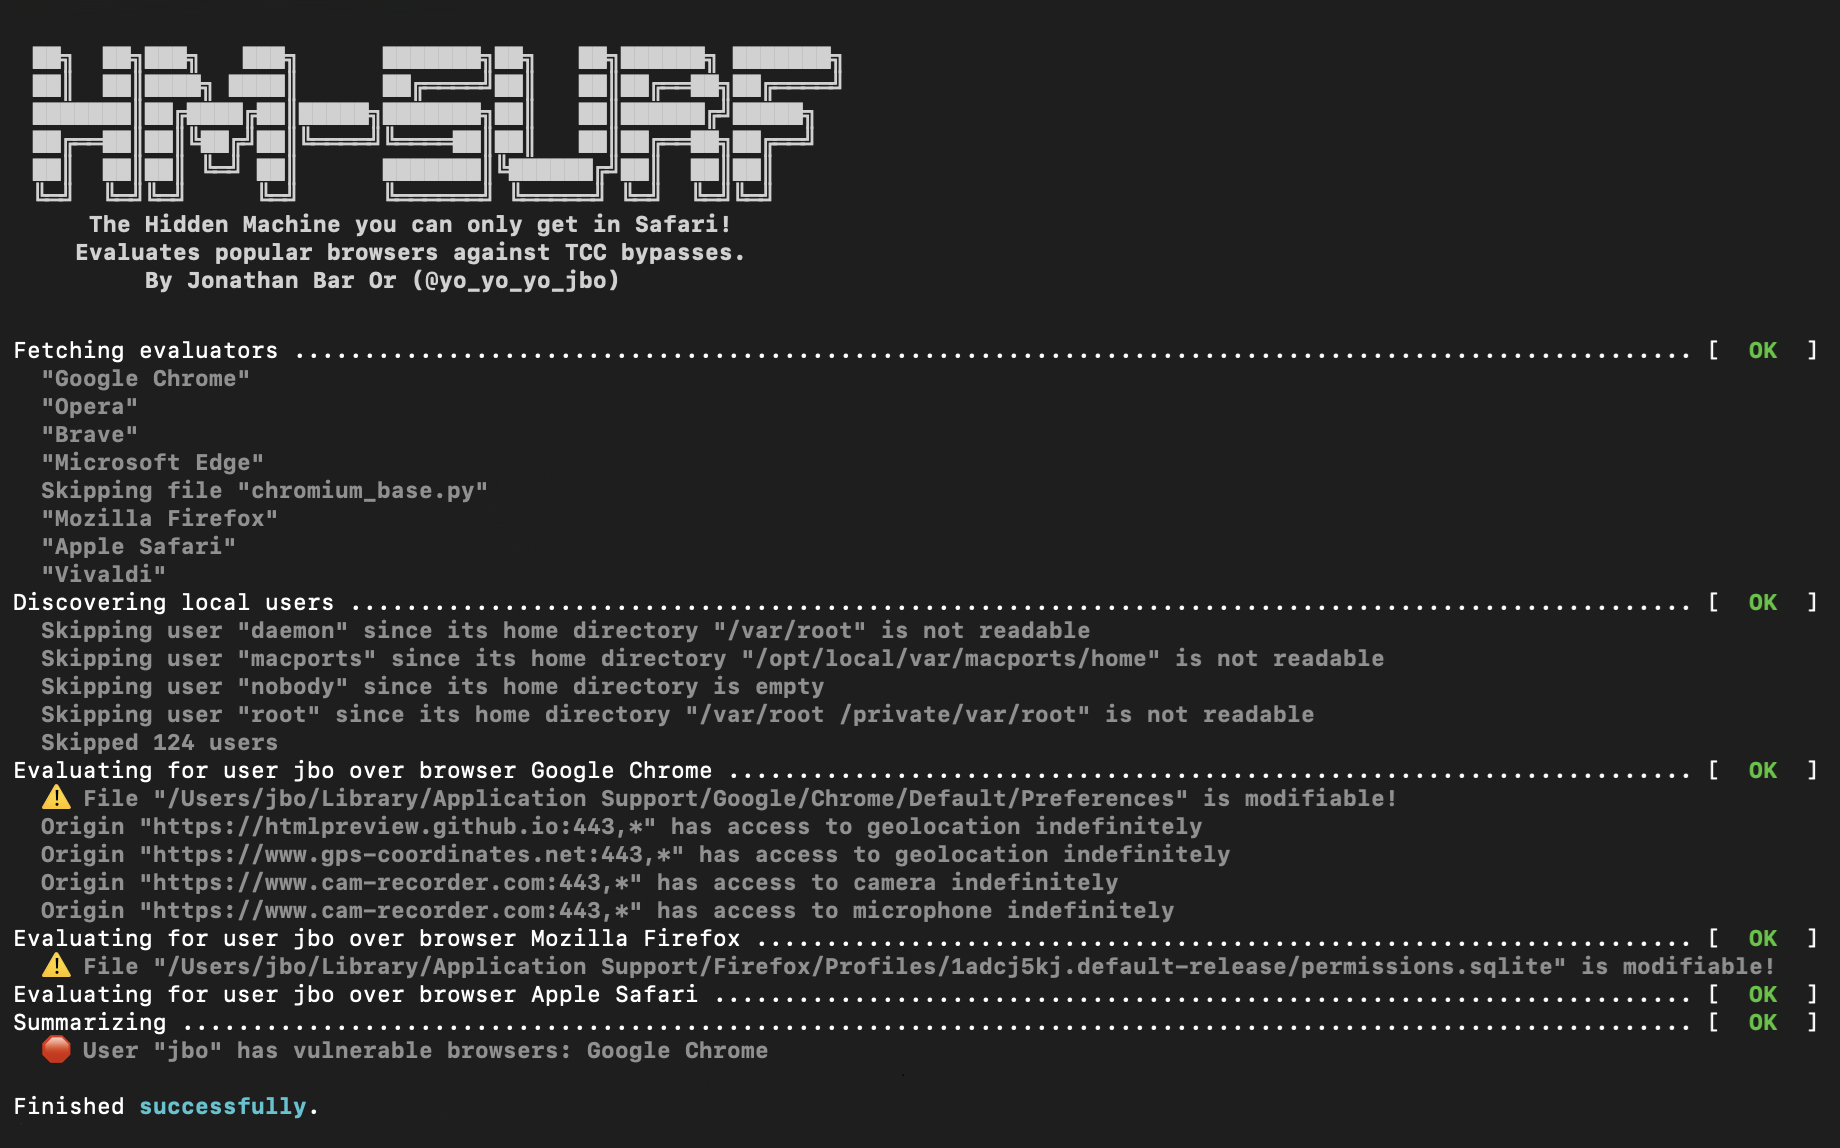 HM-SURF
The Hidden Machine you can only get in Safari!
Evaluates popular browsers against TCC bypasses.
By Jonathan Bar Or (@yo_yo_yo_jbo)
Fetching evaluators .................................................................................................... [  OK  ]
"Google Chrome"
"Opera"
"Brave"
"Microsoft Edge"
Skipping file "chromium_base.py"
"Mozilla Firefox"
"Apple Safari"
"Vivaldi"
Discovering local users ................................................................................................ [  OK  ]
Skipping user "daemon" since its home directory "/var/root" is not readable
Skipping user "macports" since its home directory "/opt/local/var/macports/home" is not readable
Skipping user "nobody" since its home directory is empty
Skipping user "root" since its home directory "/var/root /private/var/root" is not readable
Skipped 124 users
Evaluating for user jbo over browser Google Chrome ..................................................................... [  OK  ]
⚠️ File "/Users/jbo/Library/Application Support/Google/Chrome/Default/Preferences" is modifiable!
Origin "https://htmlpreview.github.io:443,*" has access to geolocation indefinitely
Origin "https://www.gps-coordinates.net:443,*" has access to geolocation indefinitely
Origin "https://www.cam-recorder.com:443,*" has access to camera indefinitely
Origin "https://www.cam-recorder.com:443,*" has access to microphone indefinitely
Evaluating for user jbo over browser Mozilla Firefox ................................................................... [  OK  ]
⚠️ File "/Users/jbo/Library/Application Support/Firefox/Profiles/1adcj5kj.default-release/permissions.sqlite" is modifiable!
Evaluating for user jbo over browser Apple Safari ...................................................................... [  OK  ]
Summarizing ............................................................................................................ [  OK  ]
🛑 User "jbo" has vulnerable browsers: Google Chrome
Finished successfully.